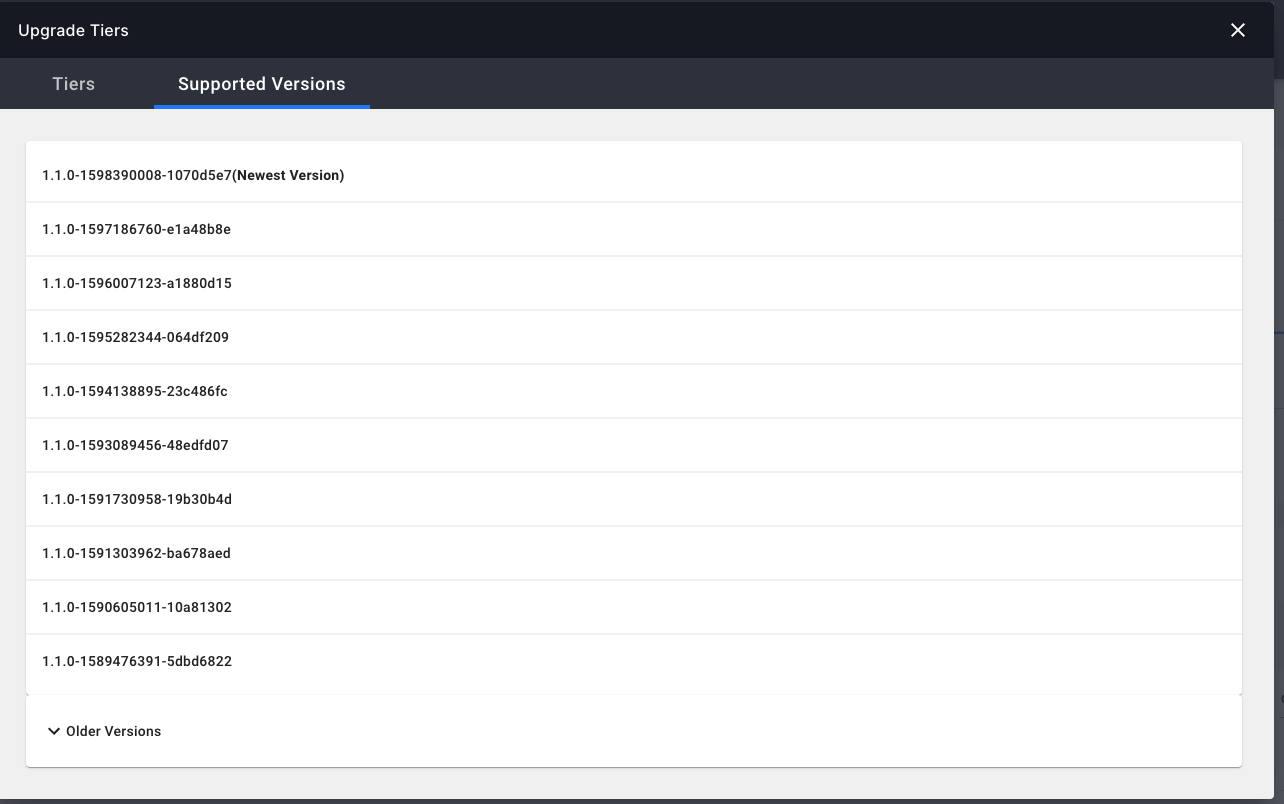 Upgrade Tiers
Tiers
Supported Versions
1.1.0-1598390008-1070d5e7(Newest Version)
1.1.0-1597186760-e1a48b8e
1.1.0-1596007123-a1880d15
1.1.0-1595282344-064df209
1.1.0-1594138895-23c486fc
1.1.0-1593089456-48edfd07
1.1.0-1591730958-19b30b4d
1.1.0-1591303962-ba678aed
1.1.0-1590605011-10a81302
1.1.0-1589476391-5dbd6822
Older Versions